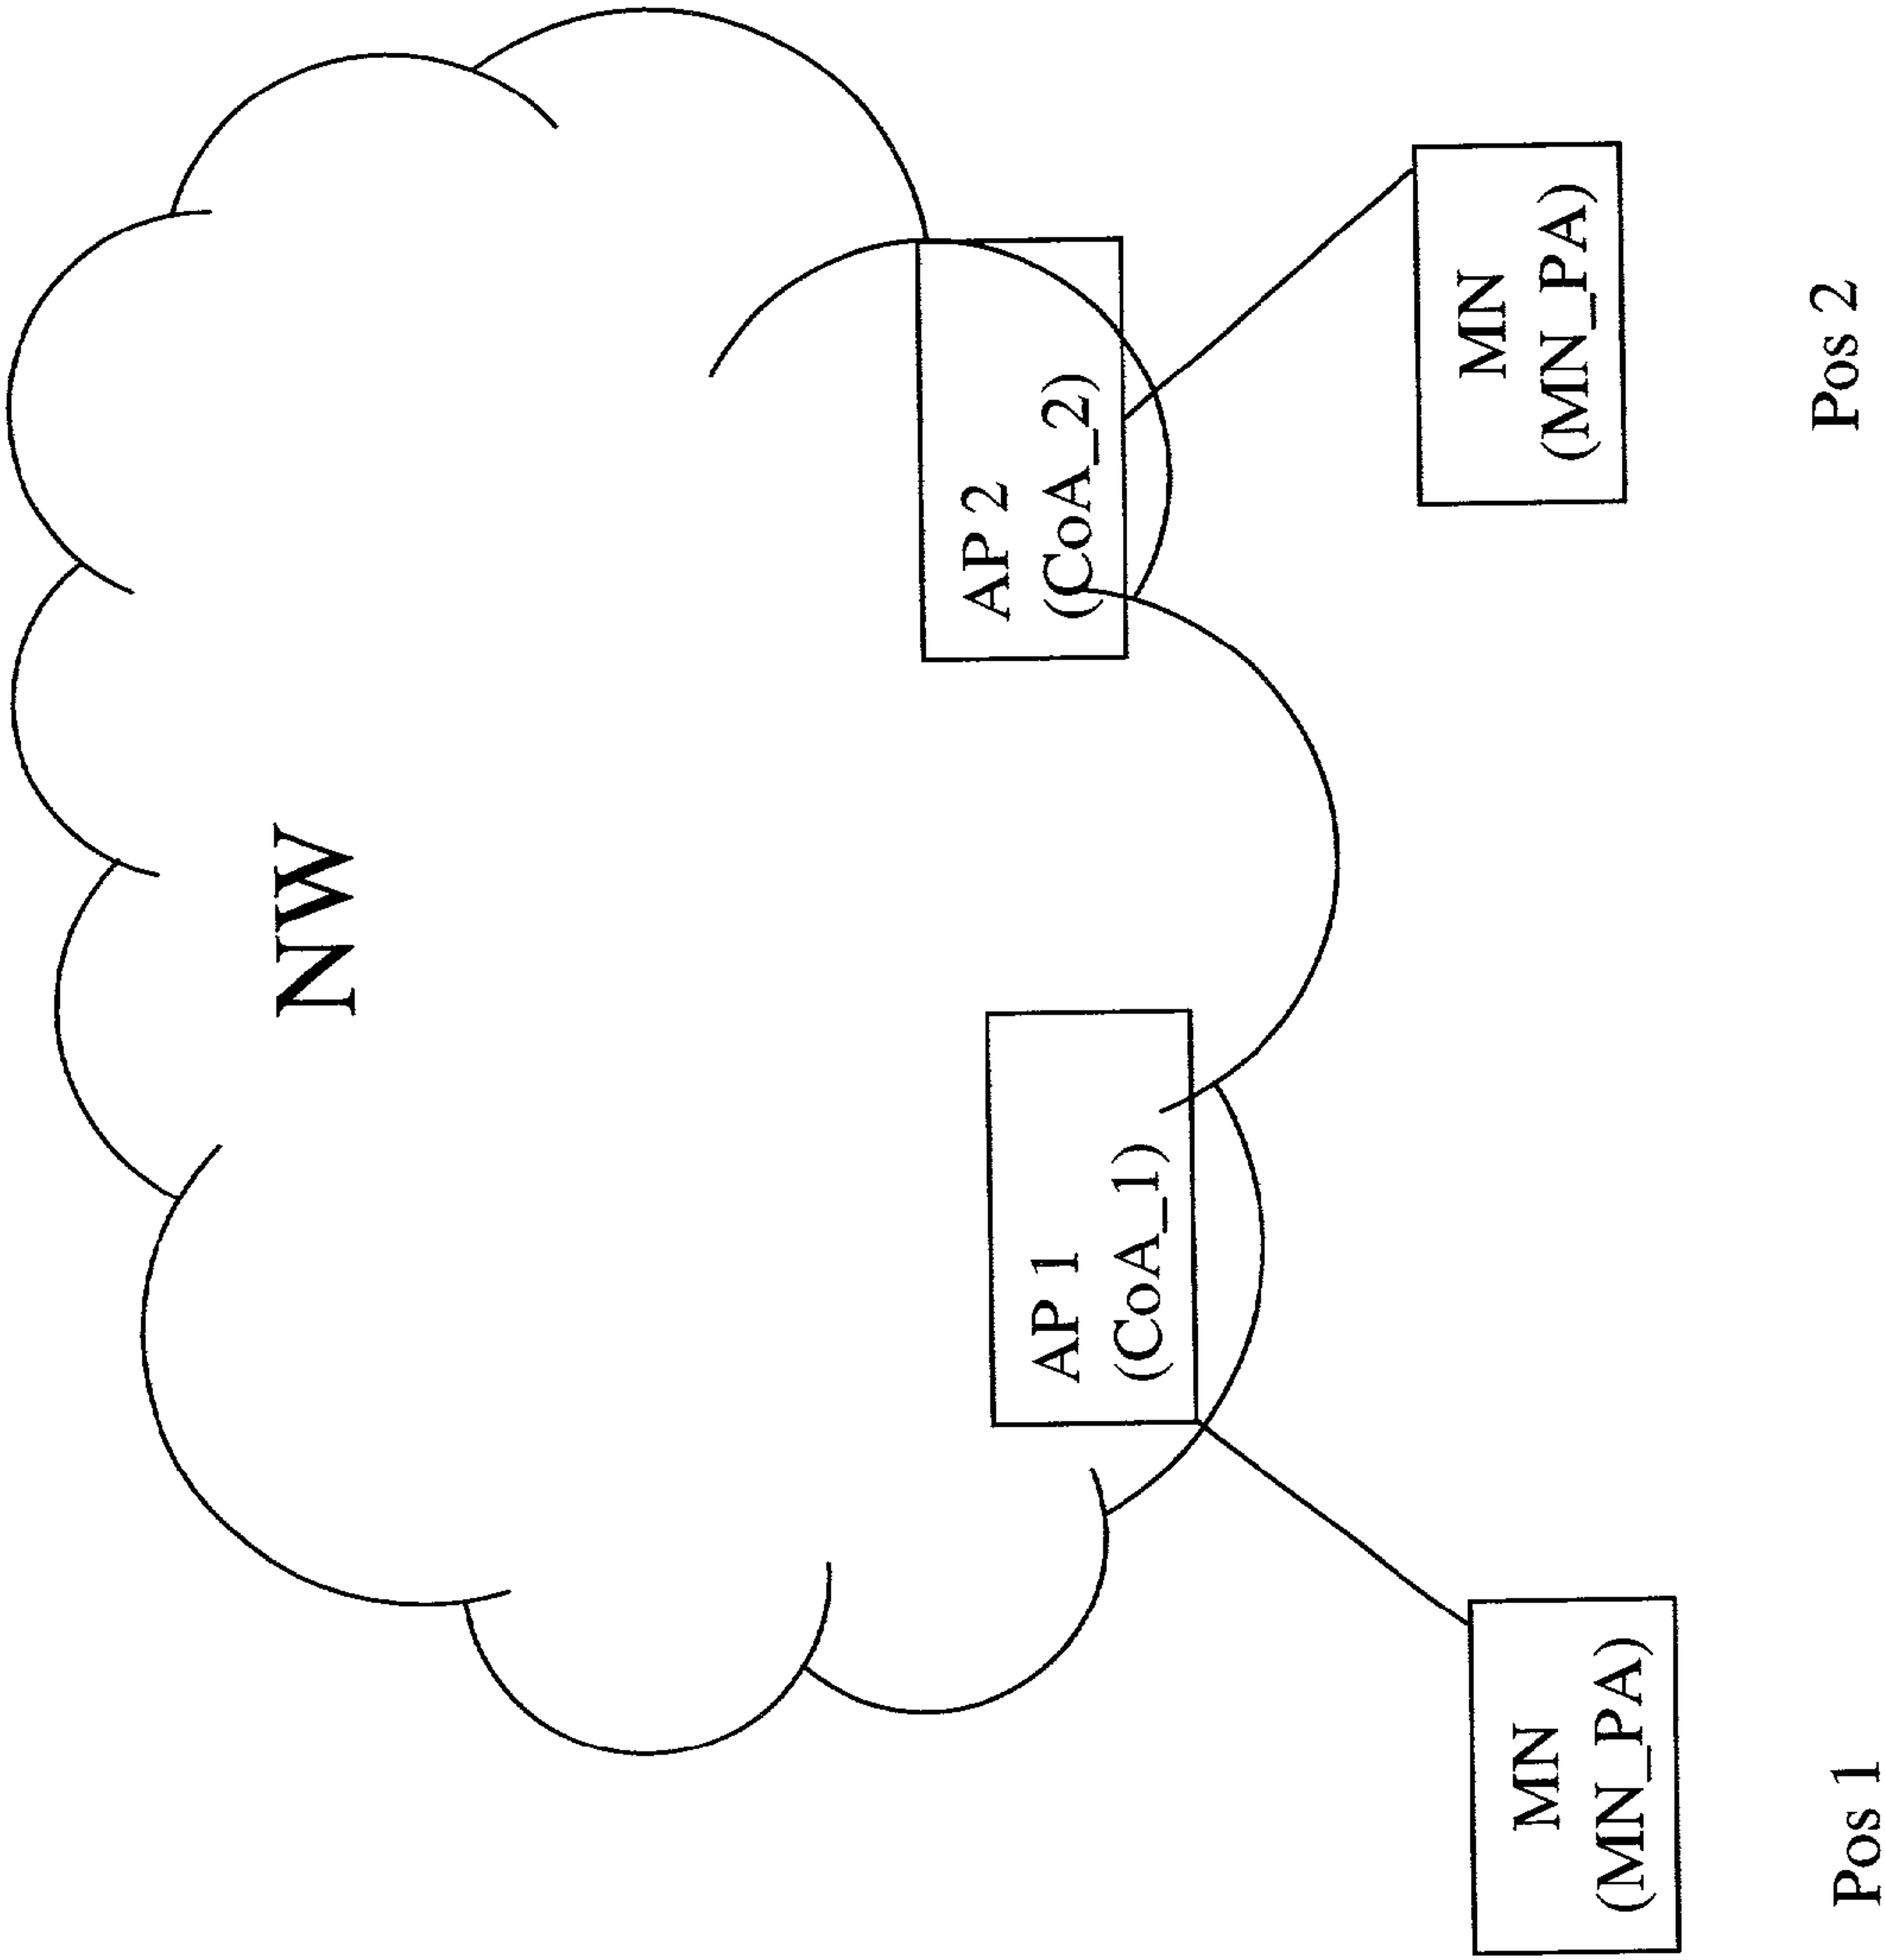 NW
AP 1
(CoA_1)
AP 2
(CoA_2)
MN
(MN_PA)
Pos 1
MN
(MN_PA)
Pos 2